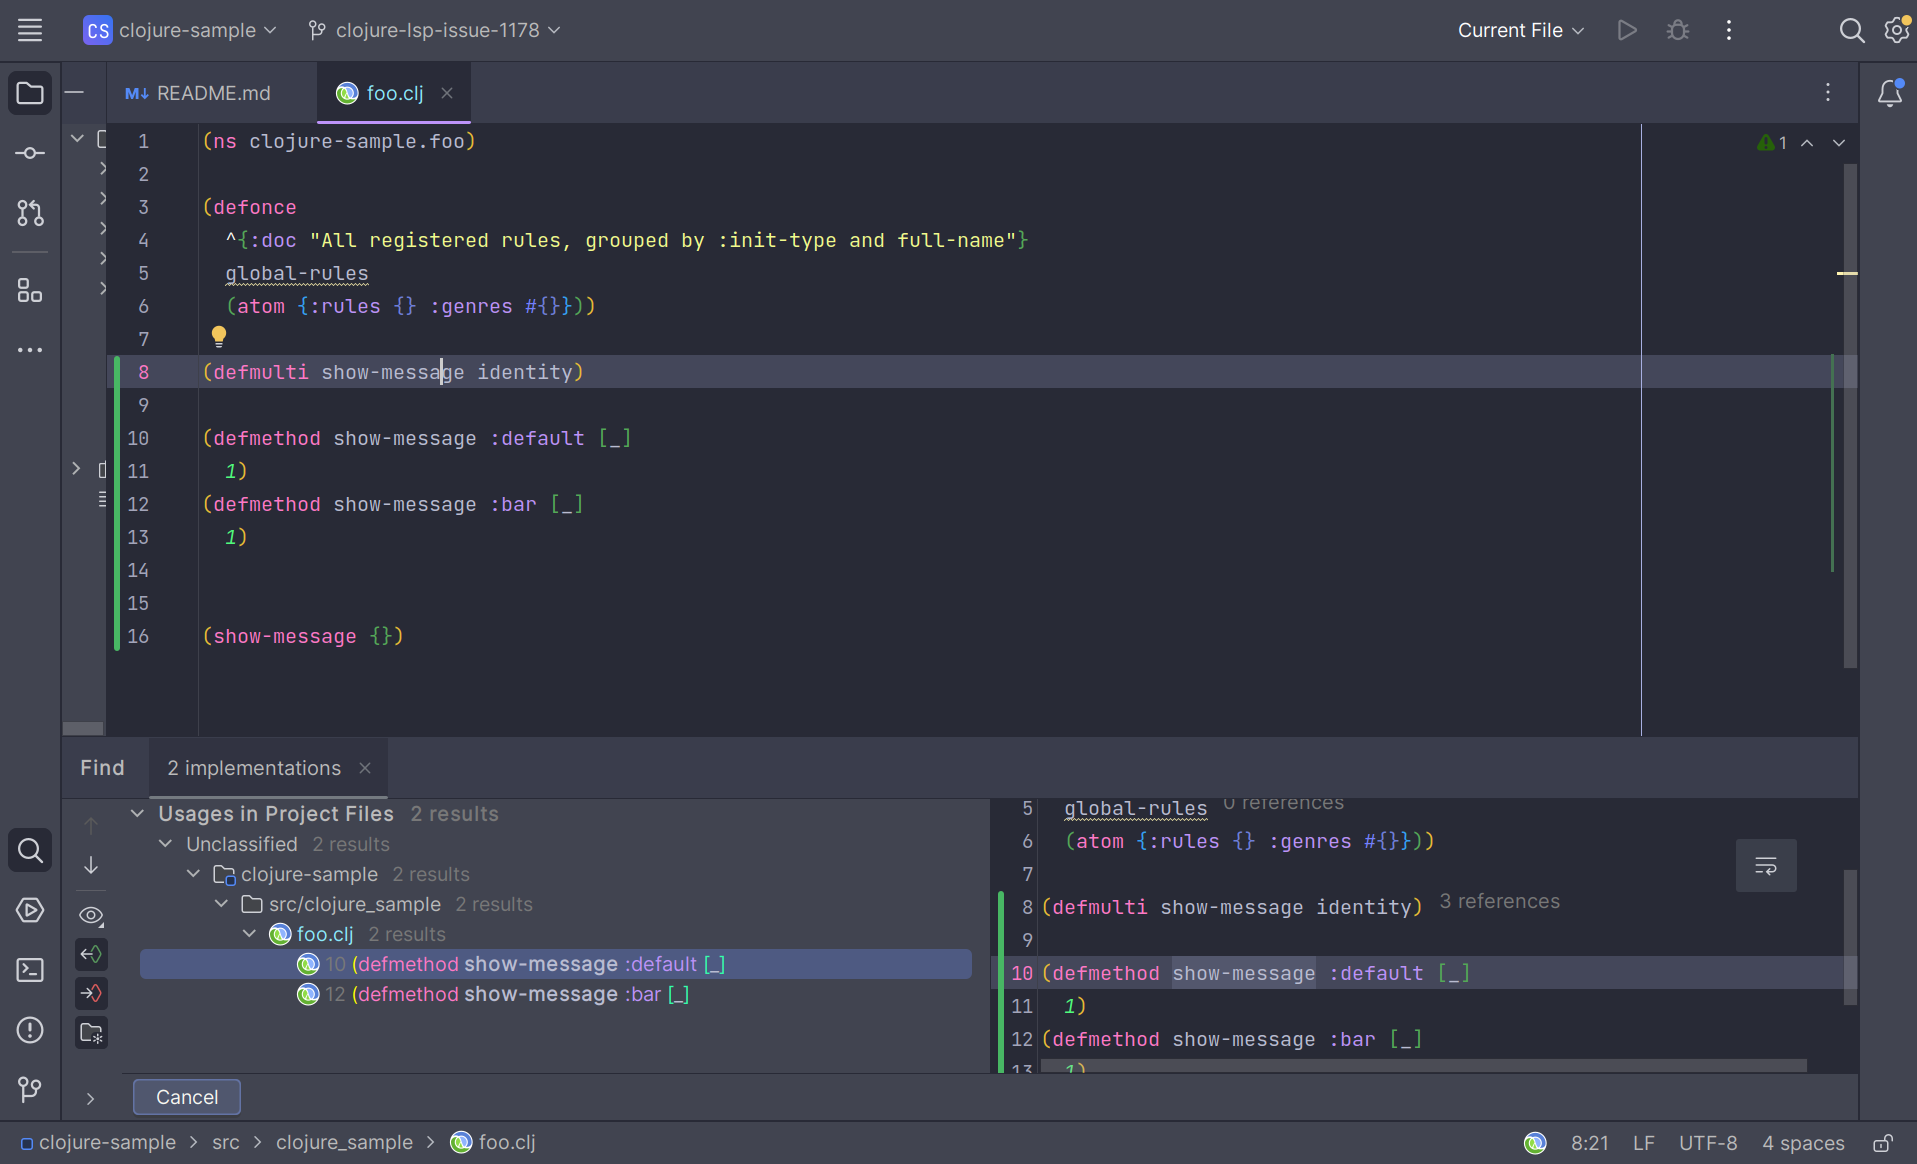 CS clojure-sample clojure-lsp-issue-1178 Current File
M↓ README.md foo.clj
1 (ns clojure-sample.foo) 1
2
3 (defonce
4 ^{:doc "All registered rules, grouped by :init-type and full-name"}
5 global-rules
6 (atom {:rules {} :genres #{}}))
7
8 (defmulti show-message identity)
9
10 (defmethod show-message :default [_]
11 1)
12 (defmethod show-message :bar [_]
13 1)
14
15
16 (show-message {})
Find 2 implementations
Usages in Project Files 2 results
Unclassified 2 results
clojure-sample 2 results
src/clojure_sample 2 results
foo.clj 2 results
10 (defmethod show-message :default [_]
12 (defmethod show-message :bar [_]
5 global-rules 0 references
6 (atom {:rules {} :genres #{}}))
7
8 (defmulti show-message identity) 3 references
9
10 (defmethod show-message :default [_]
11 1)
12 (defmethod show-message :bar [_]
13 1)
Cancel
clojure-sample > src > clojure_sample > foo.clj 8:21 LF UTF-8 4 spaces